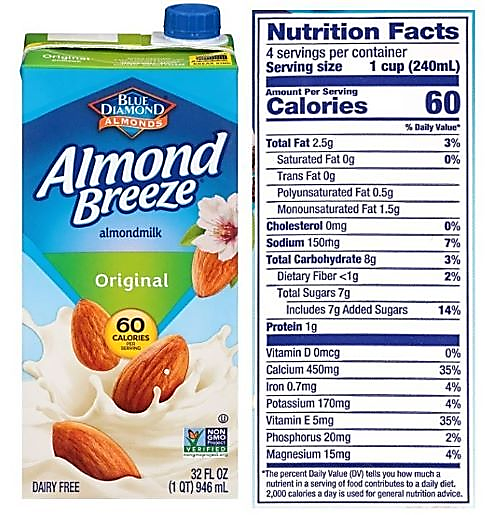 Original
BLUE
DIAMOND
ALMONDS
Almond
Breeze
almondmilk
Original
60
CALORIES
PER
SERVING
NON
GMO
Project
VERIFIED
nongmoproject.org
DAIRY FREE
32 FL OZ
(1 QT) 946 mL
Nutrition Facts
4 servings per container
Serving size 1 cup (240mL)
Amount Per Serving
Calories 60
% Daily Value*
Total Fat 2.5g 3%
Saturated Fat 0g 0%
Trans Fat 0g
Polyunsaturated Fat 0.5g
Monounsaturated Fat 1.5g
Cholesterol 0mg 0%
Sodium 150mg 7%
Total Carbohydrate 8g 3%
Dietary Fiber <1g 2%
Total Sugars 7g
Includes 7g Added Sugars 14%
Protein 1g
Vitamin D 0mcg 0%
Calcium 450mg 35%
Iron 0.7mg 4%
Potassium 170mg 4%
Vitamin E 5mg 35%
Phosphorus 20mg 2%
Magnesium 15mg 4%
*The percent Daily Value (DV) tells you how much a
nutrient in a serving of food contributes to a daily diet.
2,000 calories a day is used for general nutrition advice.